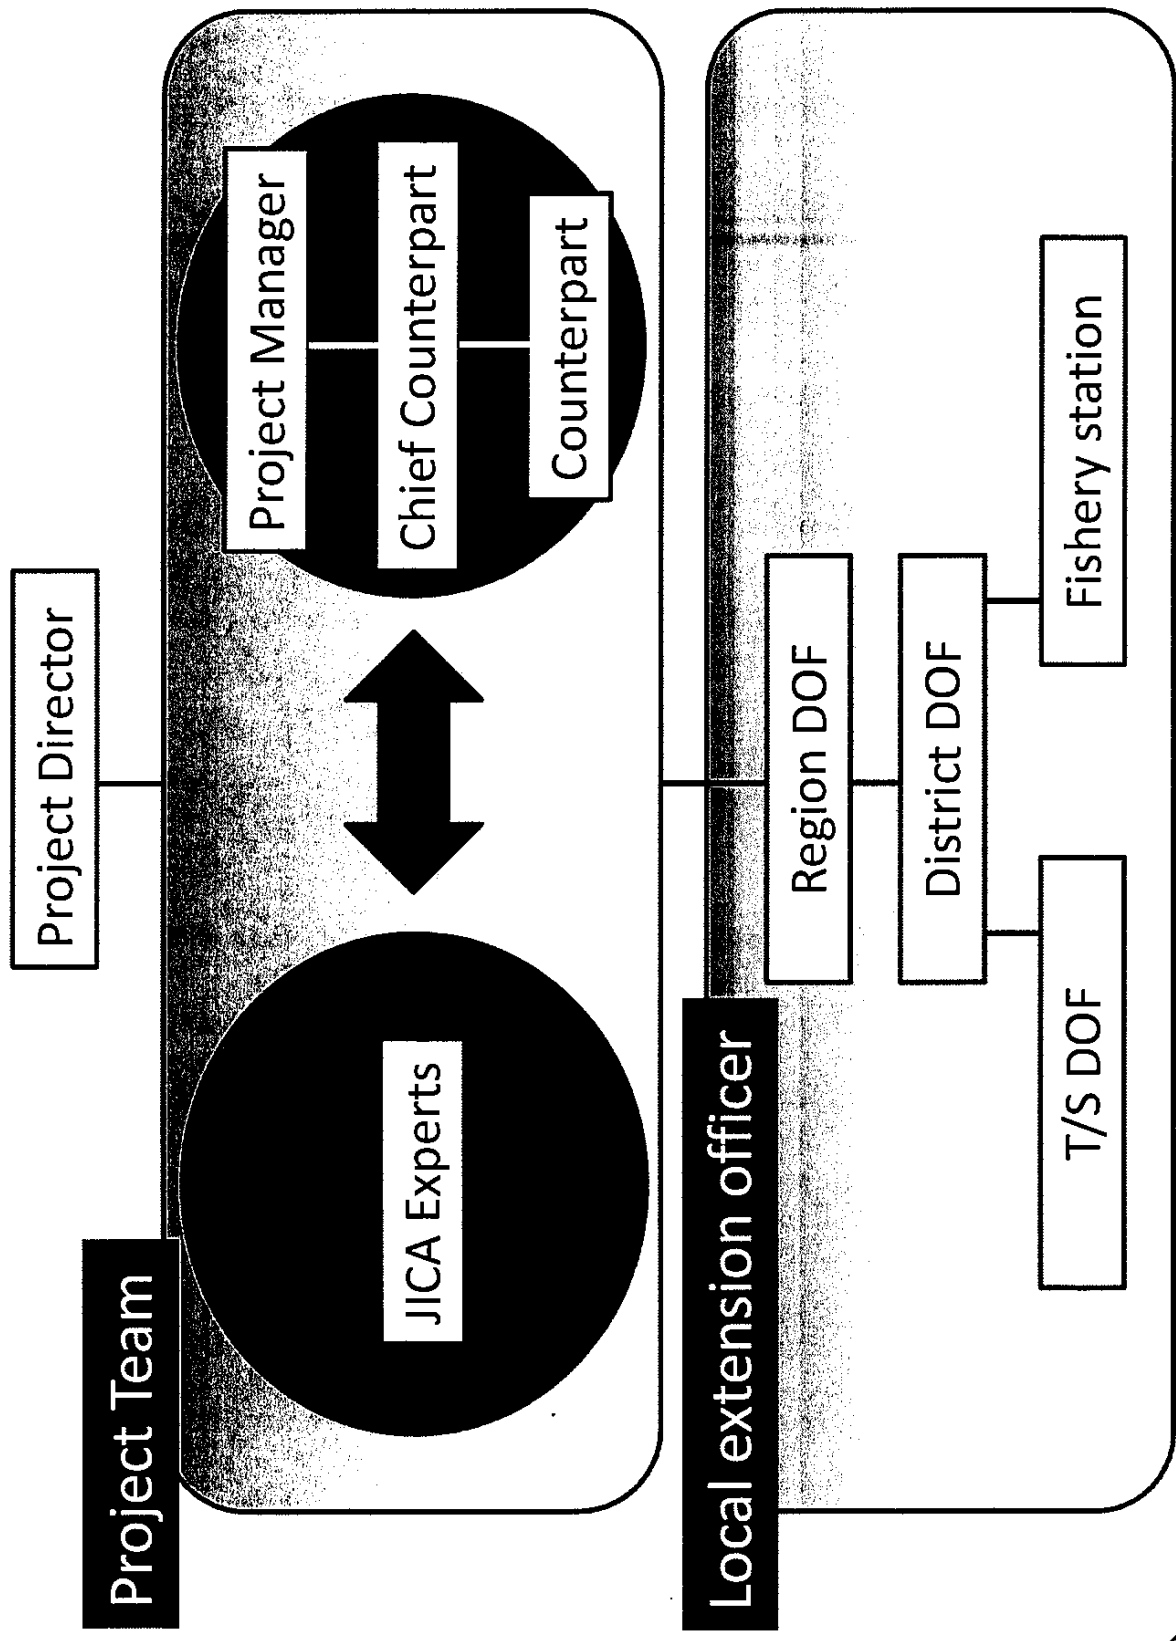 Project Director
Project Team
JICA Experts
Project Manager
Chief Counterpart
Counterpart
Local extension officer
Region DOF
District DOF
T/S DOF
Fishery station